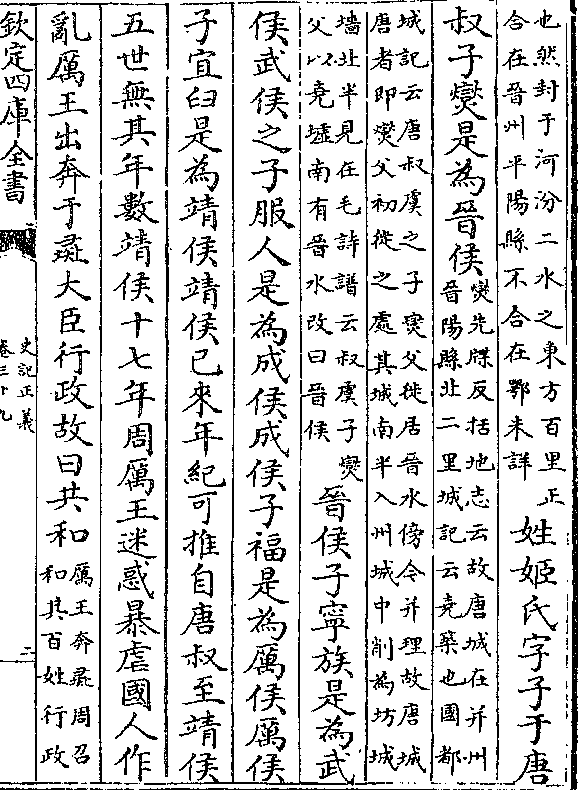 也然封于河汾二水之東方百里正
合在晉州平陽縣不合在鄂未詳
姓姬氏字子于唐
叔子燮是為晉侯
燮先牒反括地志云故唐城在并州
晉陽縣北二里城記云堯築也國都
城記云唐叔虞之子燮父徙居晉水傍今并理故唐城
唐者即燮父初徙之處其城南半入州城中削為坊城
墻北半見在毛詩譜云叔虞子燮
父以堯墟南有晉水改曰晉侯
晉侯子寧族是為武
侯武侯之子服人是為成侯成侯子福是為厲侯厲侯
子宜臼是為靖侯靖侯已來年紀可推自唐叔至靖侯
五世無其年數靖侯十七年周厲王迷惑暴虐國人作
亂厲王出奔于彘大臣行政故曰共和
厲王奔彘周召
和其百姓行政
欽定四庫全書
史記正義
卷三十九
二